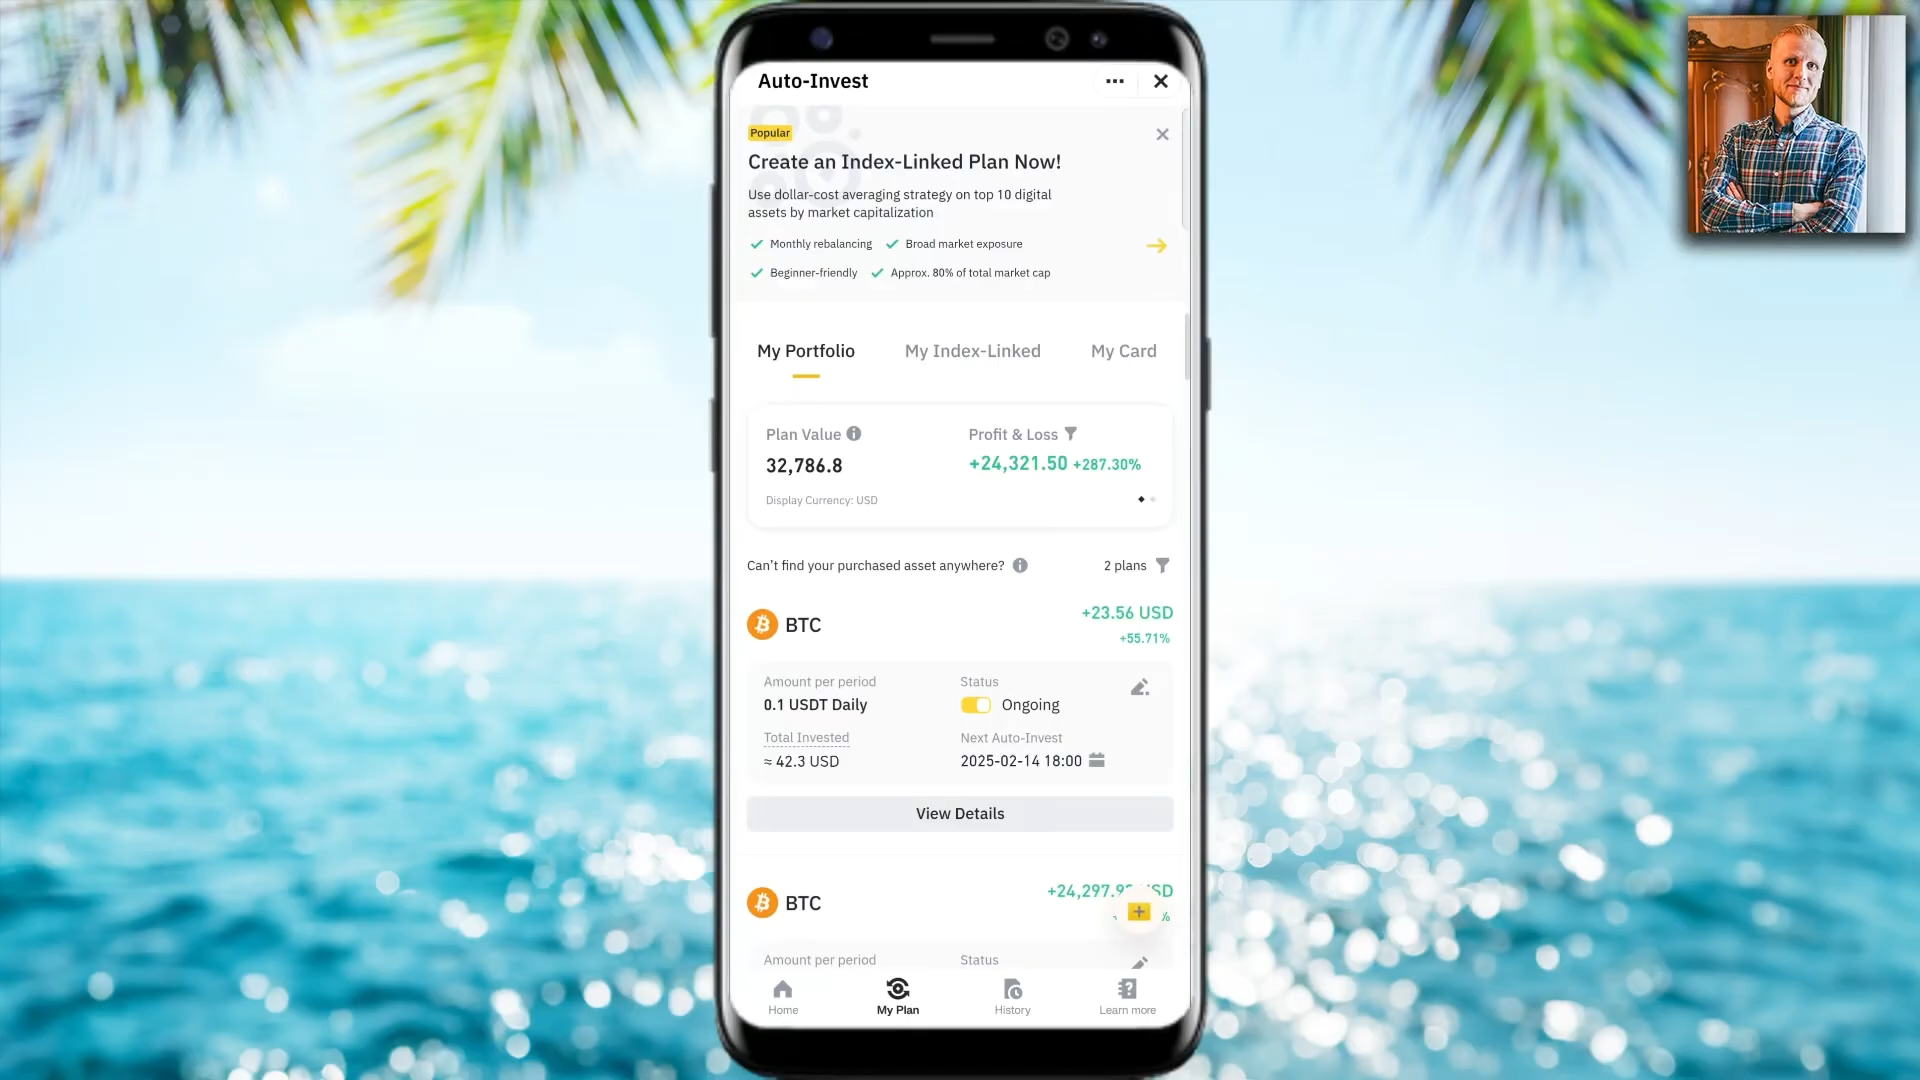 Auto-Invest
Popular
Create an Index-Linked Plan Now!
Use dollar-cost averaging strategy on top 10 digital
assets by market capitalization
Monthly rebalancing Broad market exposure
Beginner-friendly Approx. 80% of total market cap
My Portfolio My Index-Linked My Card
Plan Value Profit & Loss
32,786.8 +24,321.50 +287.30%
Display Currency: USD
Can't find your purchased asset anywhere? 2 plans
BTC +23.56 USD
+55.71%
Amount per period Status
0.1 USDT Daily Ongoing
Total Invested Next Auto-Invest
≈ 42.3 USD 2025-02-14 18:00
View Details
BTC
Amount per period Status
Home My Plan History Learn more